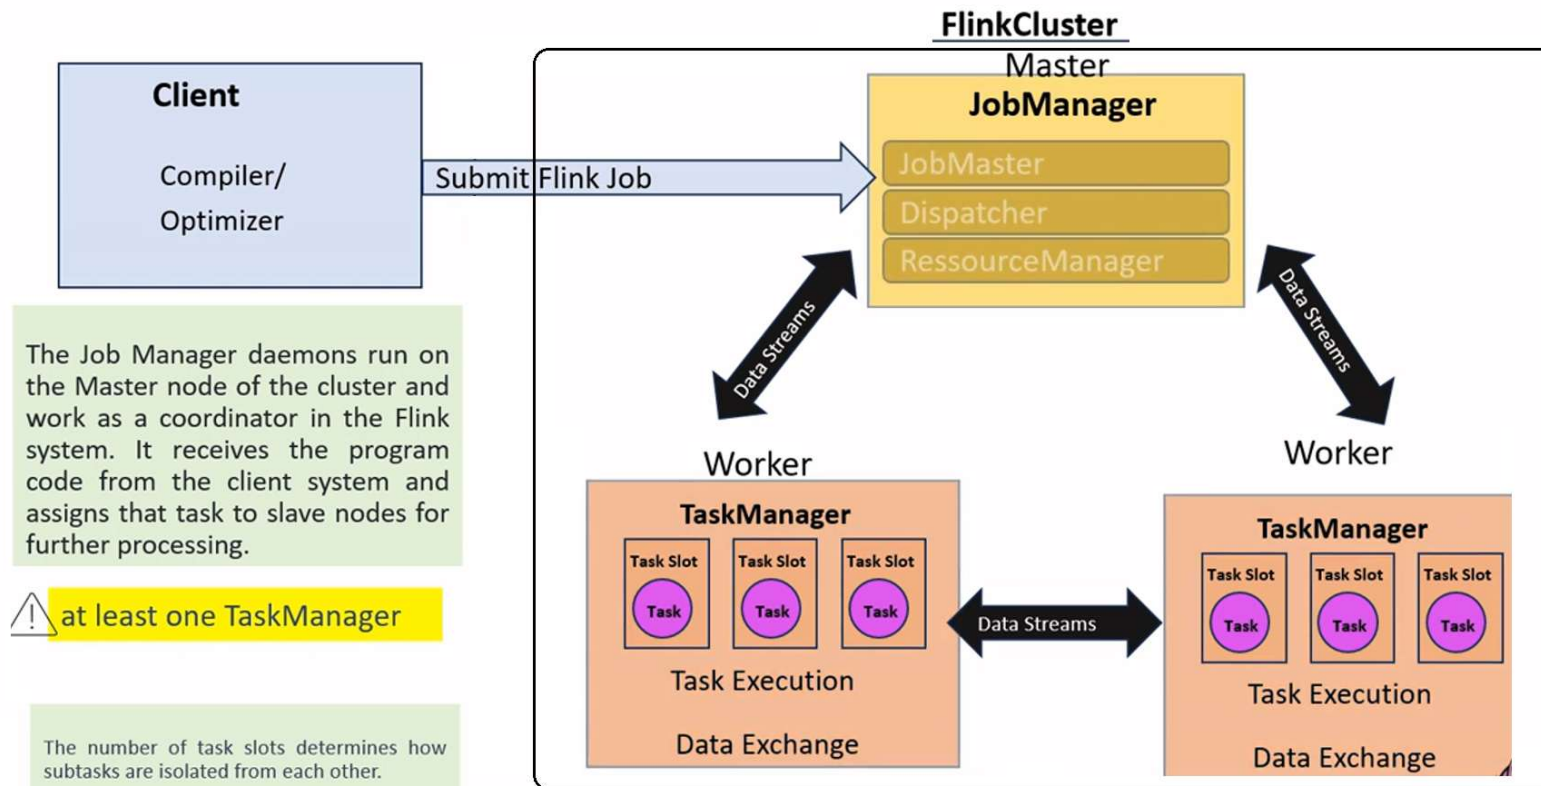 FlinkCluster
Client
Compiler/
Optimizer
Submit Flink Job
Master
JobManager
JobMaster
Dispatcher
RessourceManager
Data Streams
Data Streams
The Job Manager daemons run on
the Master node of the cluster and
work as a coordinator in the Flink
system. It receives the program
code from the client system and
assigns that task to slave nodes for
further processing.
at least one TaskManager
The number of task slots determines how
subtasks are isolated from each other.
Worker
TaskManager
Task Slot Task Slot Task Slot
Task Task Task
Task Execution
Data Exchange
Data Streams
Worker
TaskManager
Task Slot Task Slot Task Slot
Task Task Task
Task Execution
Data Exchange